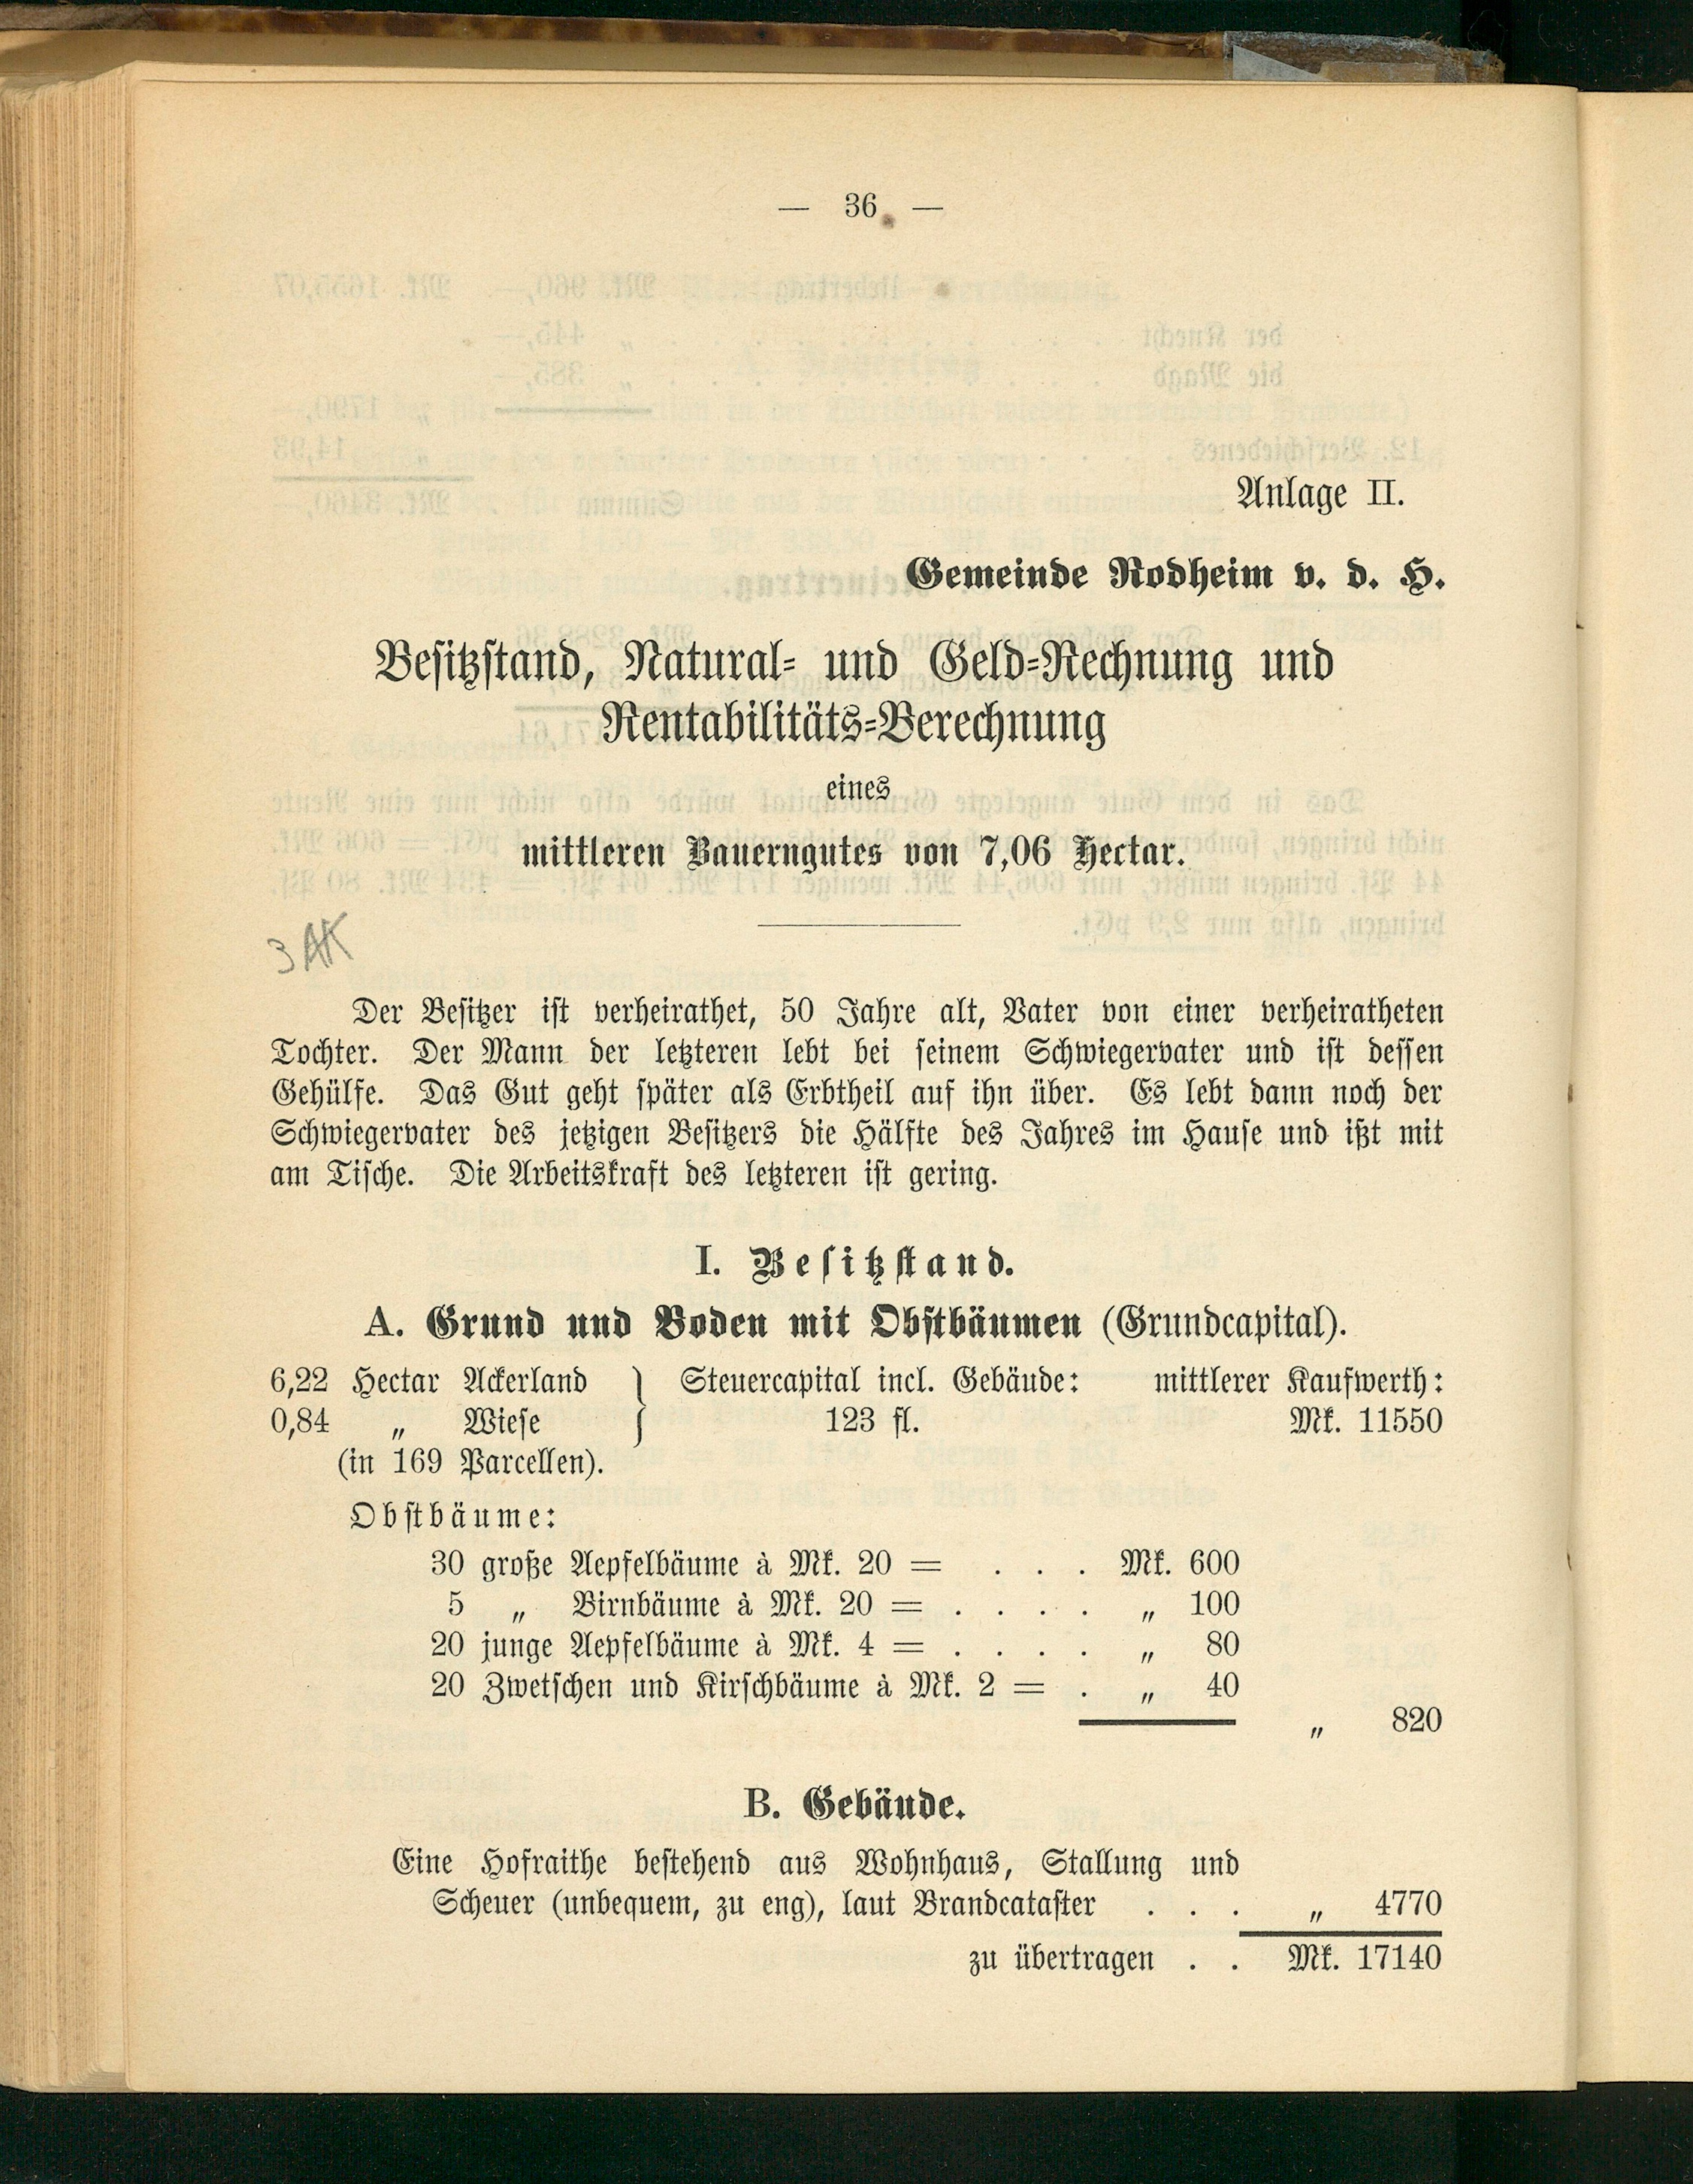 — 36 —
Anlage II.
Gemeinde Rodheim v. d. H.
Besitzstand, Natural- und Geld-Rechnung und
Rentabilitäts-Berechnung
eines
mittleren Bauerngutes von 7,06 Hectar.
3 AK
Der Besitzer ist verheirathet, 50 Jahre alt, Vater von einer verheiratheten
Tochter. Der Mann der letzteren lebt bei seinem Schwiegervater und ist dessen
Gehülfe. Das Gut geht später als Erbtheil auf ihn über. Es lebt dann noch der
Schwiegervater des jetzigen Besitzers die Hälfte des Jahres im Hause und ißt mit
am Tische. Die Arbeitskraft des letzteren ist gering.
I. Besitzstand.
A. Grund und Boden mit Obstbäumen (Grundcapital).
6,22 Hectar Ackerland } Steuercapital incl. Gebäude: mittlerer Kaufwerth:
0,84 „ Wiese 123 fl. Mk. 11550
(in 169 Parcellen).
Obstbäume:
30 große Aepfelbäume à Mk. 20 = . . . Mk. 600
5 „ Birnbäume à Mk. 20 = . . . . „ 100
20 junge Aepfelbäume à Mk. 4 = . . . . „ 80
20 Zwetschen und Kirschbäume à Mk. 2 = . „ 40
„ 820
B. Gebäude.
Eine Hofraithe bestehend aus Wohnhaus, Stallung und
Scheuer (unbequem, zu eng), laut Brandcataster . . . „ 4770
zu übertragen . . Mk. 17140